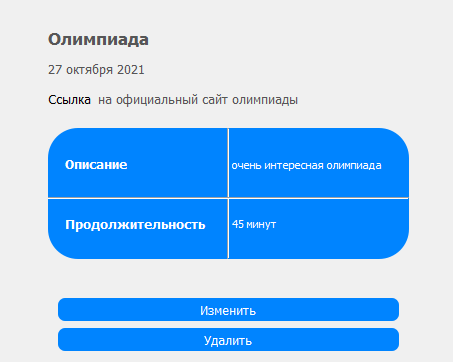 Олимпиада
27 октября 2021
Ссылка на официальный сайт олимпиады
Описание очень интересная олимпиада
Продолжительность 45 минут
Изменить
Удалить